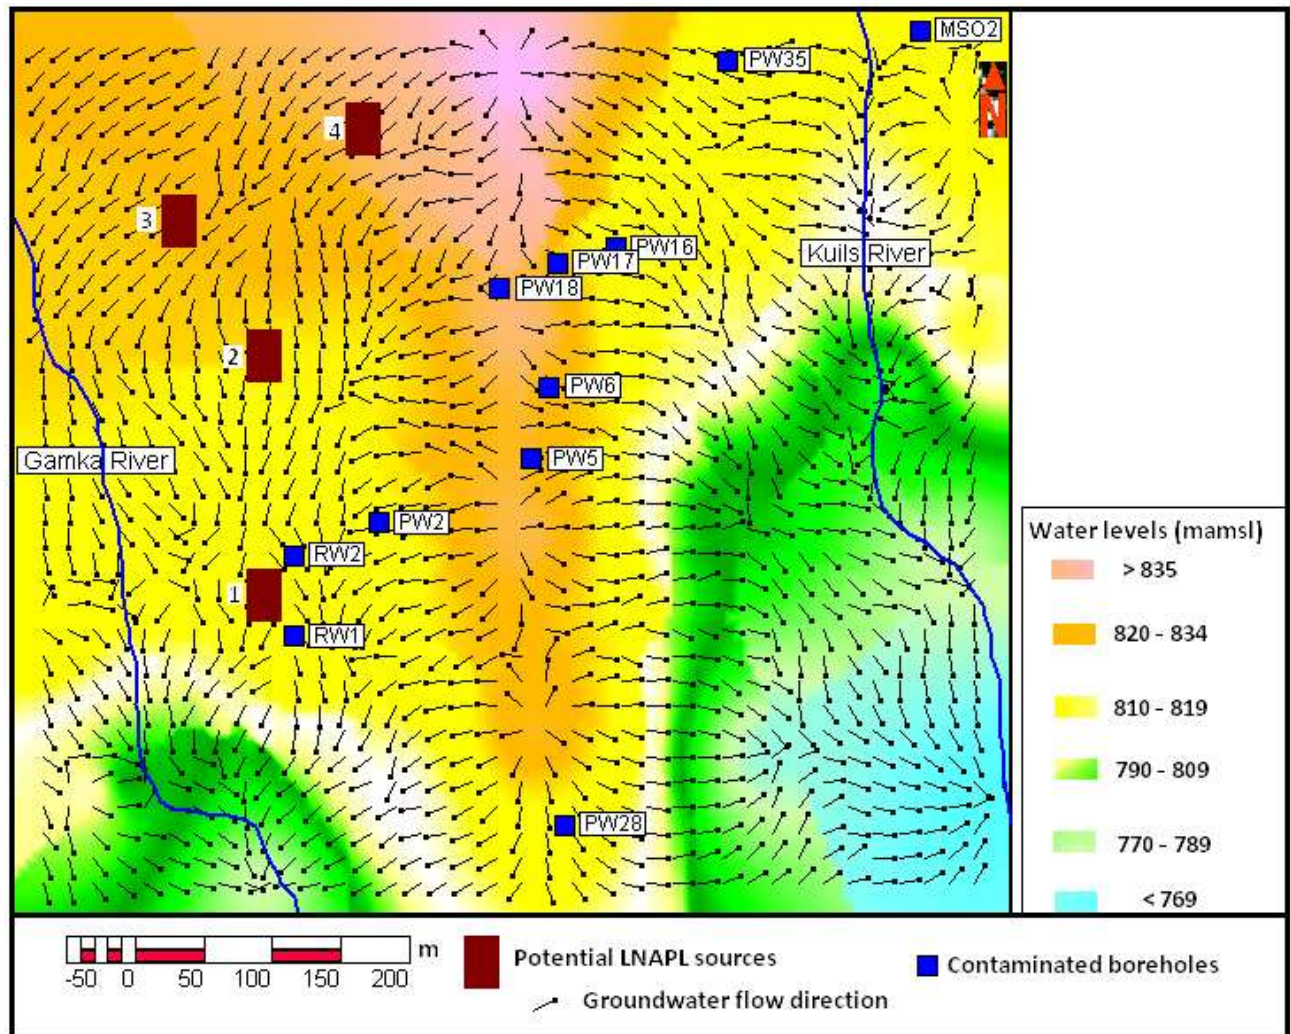 MSO2
PW35
N
4
3
PW16
Kuils River
PW17
PW18
2
PW6
Gamka River
PW5
PW2
RW2
1
RW1
PW28
Water levels (mamsl)
> 835
820 - 834
810 - 819
790 - 809
770 - 789
< 769
m
-50 0 50 100 150 200
Potential LNAPL sources
Contaminated boreholes
Groundwater flow direction